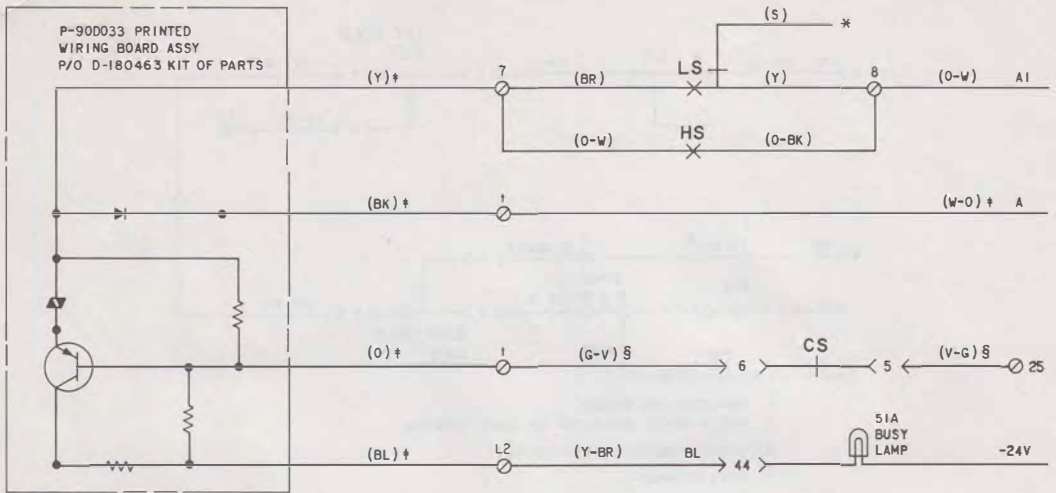 P-90D033 PRINTED
WIRING BOARD ASSY
P/O D-180463 KIT OF PARTS
(S) *
(Y)‡ 7 (BR) LS (Y) 8 (O-W) A1
(O-W) HS (O-BK)
(BK)‡ † (W-O)‡ A
(O)‡ † (G-V)§ 6 CS 5 (V-G)§ 25
51A
BUSY
LAMP
(BL)‡ L2 (Y-BR) BL 44 -24V